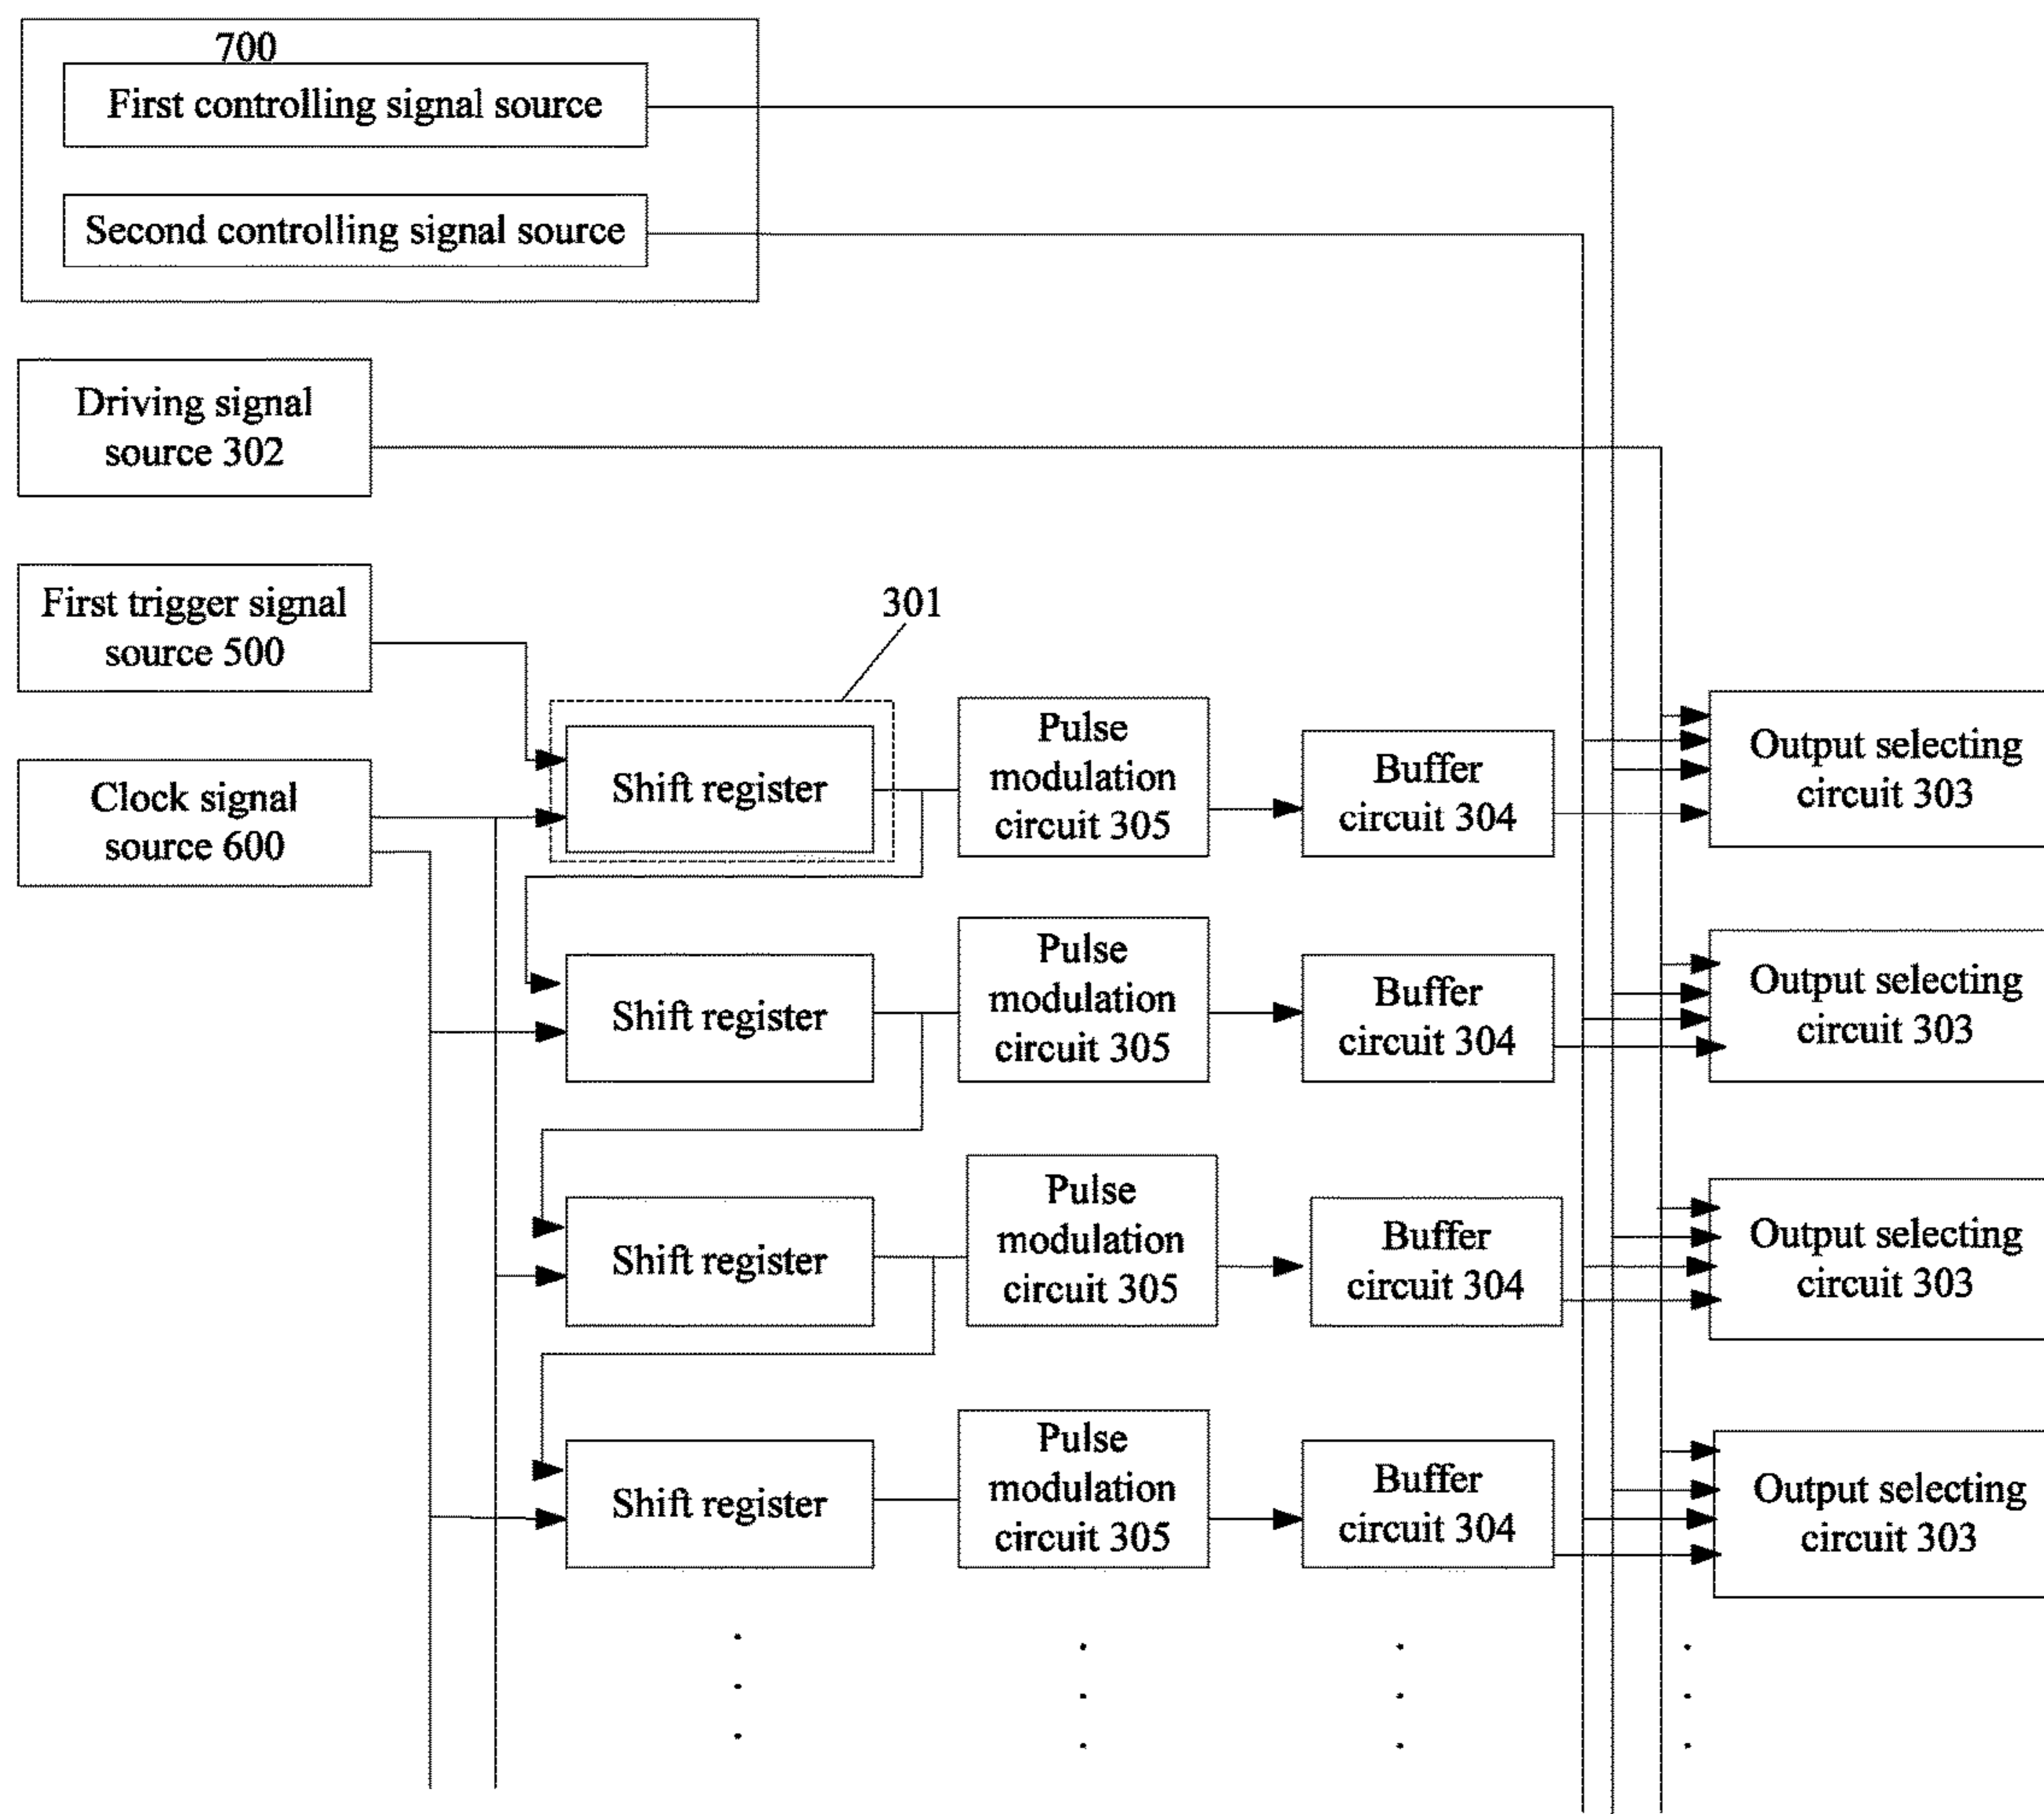 700
First controlling signal source
Second controlling signal source
Driving signal
source 302
First trigger signal
source 500
Clock signal
source 600
301
Shift register
Pulse
modulation
circuit 305
Buffer
circuit 304
Output selecting
circuit 303
Shift register
Pulse
modulation
circuit 305
Buffer
circuit 304
Output selecting
circuit 303
Shift register
Pulse
modulation
circuit 305
Buffer
circuit 304
Output selecting
circuit 303
Shift register
Pulse
modulation
circuit 305
Buffer
circuit 304
Output selecting
circuit 303